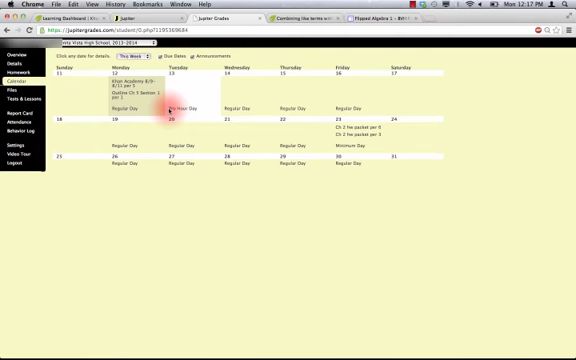 Chrome File Edit View History Bookmarks Window Help
Mon 12:17 PM
Learning Dashboard | Kh
Jupiter
Jupiter Grades
Combining like terms with
Flipped Algebra 1 -
https://jupitergrades.com/student/0.php?1195369684
Vista High School, 2013-2014
Overview
Details
Homework
Calendar
Files
Tests & Lessons
Report Card
Attendance
Behavior Log
Settings
Video Tour
Logout
Click any date for details. This Week Due Dates Announcements
Sunday Monday Tuesday Wednesday Thursday Friday Saturday
11 12 13 14 15 16 17
Khan Academy 8/9-
8/11 per 5
Outline Ch 5 Section 1
per 1
Regular Day Hour Day Regular Day Regular Day Regular Day
18 19 20 21 22 23 24
Ch 2 hw packet per 6
Ch 2 hw packet per 3
Regular Day Regular Day Regular Day Regular Day Minimum Day
25 26 27 28 29 30 31
Regular Day Regular Day Regular Day Regular Day Regular Day